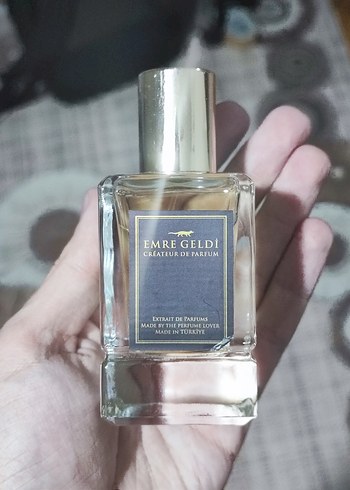 EMRE GELDİ
CRÉATEUR DE PARFUM
EXTRAIT DE PARFUMS
MADE BY THE PERFUME LOVER
MADE IN TÜRKİYE